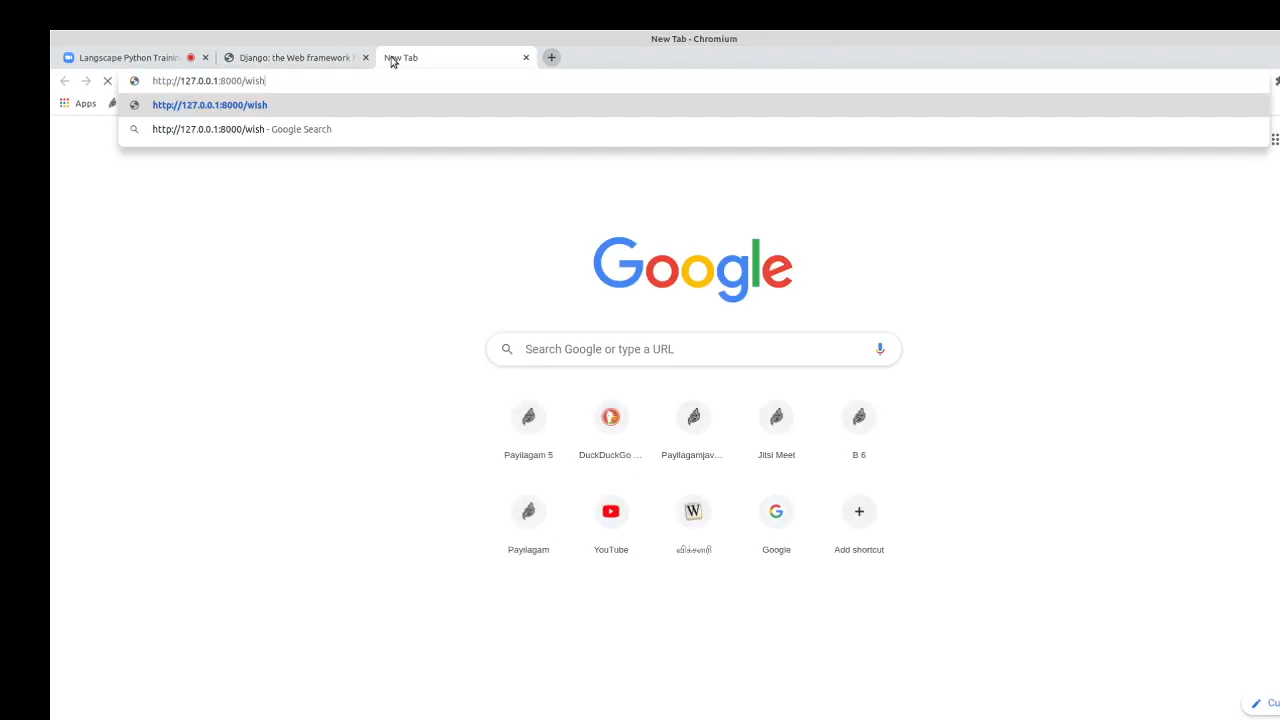 New Tab - Chromium
Langscape Python Trainin
Django: the Web framework f
New Tab
http://127.0.0.1:8000/wish
Apps
http://127.0.0.1:8000/wish
http://127.0.0.1:8000/wish - Google Search
Google
Search Google or type a URL
Payilagam 5
DuckDuckGo ...
Payilagamjav...
Jitsi Meet
B 6
W
G
Payilagam
YouTube
விக்சனரி
Google
Add shortcut
Cu